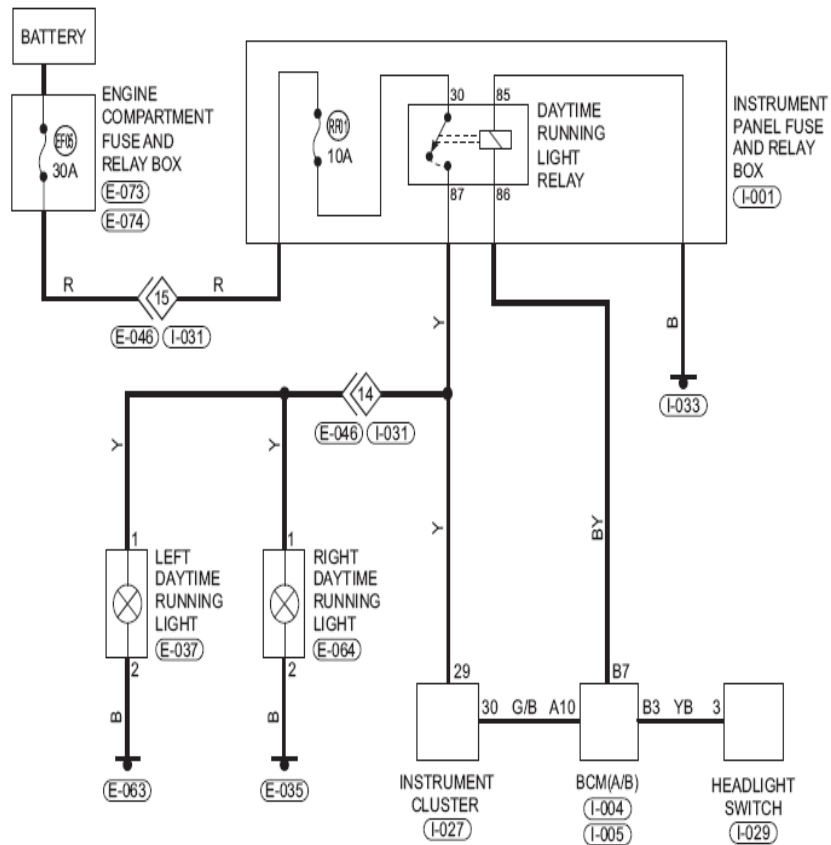 BATTERY
ENGINE
COMPARTMENT
FUSE AND
RELAY BOX
E-073
E-074
EF05
30A
RF01
10A
30
85
87
86
DAYTIME
RUNNING
LIGHT
RELAY
INSTRUMENT
PANEL FUSE
AND RELAY
BOX
I-001
R
15
R
E-046
I-031
Y
B
I-033
14
E-046
I-031
Y
Y
Y
BY
1
LEFT
DAYTIME
RUNNING
LIGHT
E-037
2
1
RIGHT
DAYTIME
RUNNING
LIGHT
E-064
2
B
B
E-063
E-035
29
30
G/B
A10
B7
B3
YB
3
INSTRUMENT
CLUSTER
I-027
BCM(A/B)
I-004
I-005
HEADLIGHT
SWITCH
I-029